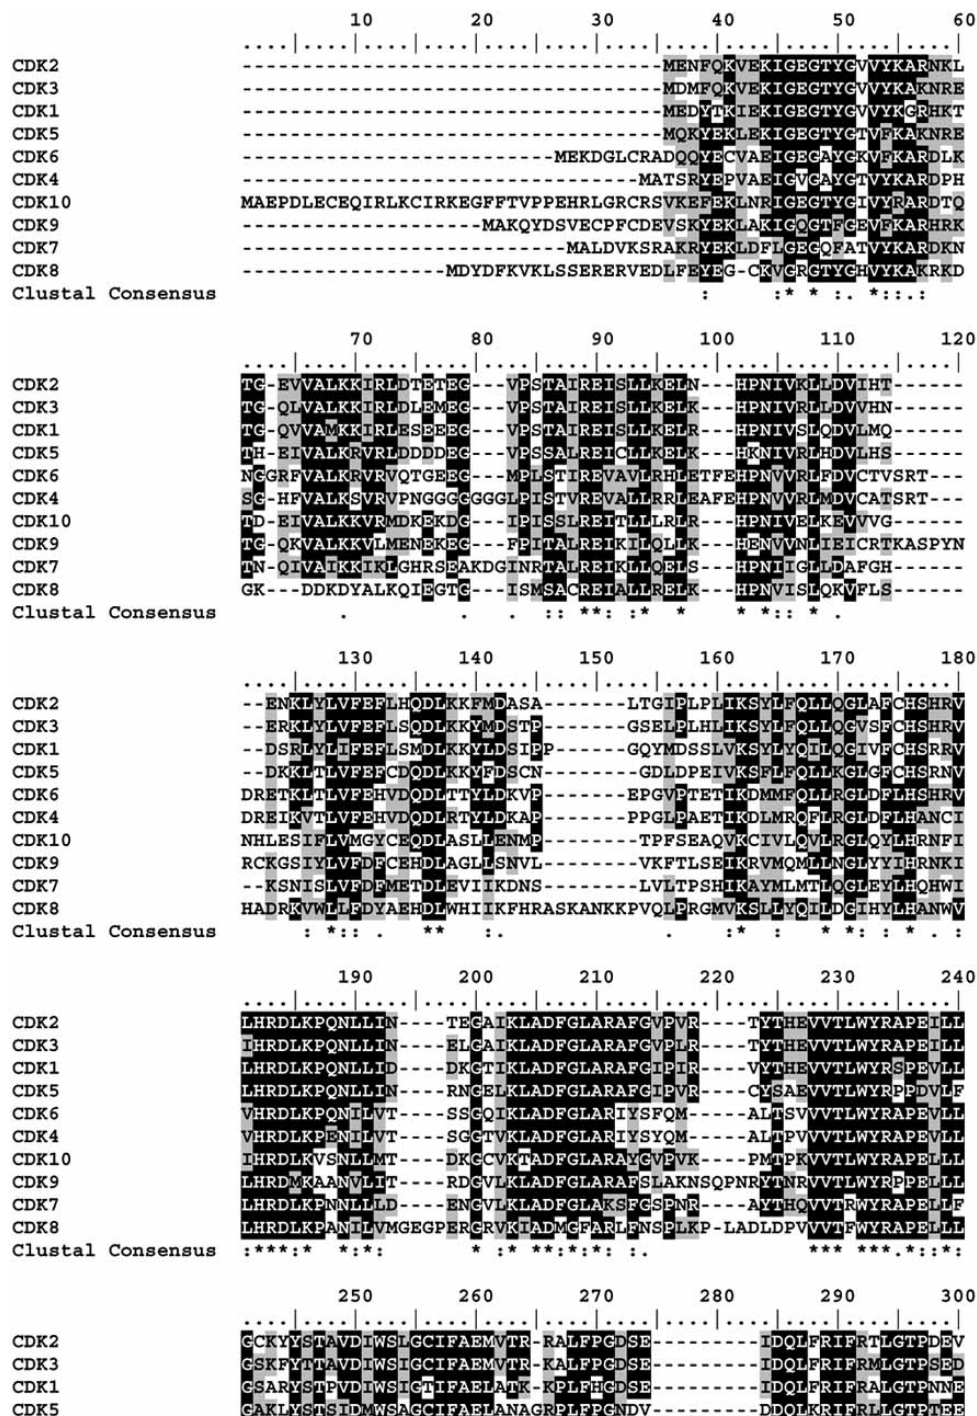 10 20 30 40 50 60
CDK2 -----------------------------------MENFQKVEKIGEGTYGVVYKARNKL
CDK3 -----------------------------------MDMFQKVEKIGEGTYGVVYKAKNRE
CDK1 -----------------------------------MEDYTKIEKIGEGTYGVVYKGRHKT
CDK5 -----------------------------------MQKYEKLEKIGEGTYGTVFKAKNRE
CDK6 --------------------------MEKDGLCRADQQYECVAEIGEGAYGKVFKARDLK
CDK4 ---------------------------------MATSRYEPVAEIGVGAYGTVYKARDPH
CDK10 MAEPDLECEQIRLKCIRKEGFFTVPPEHRLGRCRSVKEFEKLNRIGEGTYGIVYRARDTQ
CDK9 --------------------MAKQYDSVECPFCDEVSKYEKLAKIGQGTFGEVFKARHRK
CDK7 ---------------------------MALDVKSRAKRYEKLDFLGEGQFATVYKARDKN
CDK8 -----------------MDYDFKVKLSSERERVEDLFEYEG-CKVGRGTYGHVYKAKRKD
Clustal Consensus : :* * :. *::.:
70 80 90 100 110 120
CDK2 TG-EVVALKKIRLDTETEG---VPSTAIREISLLKELN---HPNIVKLLDVIHT------
CDK3 TG-QLVALKKIRLDLEMEG---VPSTAIREISLLKELK---HPNIVRLLDVVHN------
CDK1 TG-QVVAMKKIRLESEEEG---VPSTAIREISLLKELR---HPNIVSLQDVLMQ------
CDK5 TH-EIVALKRVRLDDDDEG---VPSSALREICLLKELK---HKNIVRLHDVLHS------
CDK6 NGGRFVALKRVRVQTGEEG---MPLSTIREVAVLRHLETFEHPNVVRLFDVCTVSRT---
CDK4 SG-HFVALKSVRVPNGGGGGGGLPISTVREVALLRRLEAFEHPNVVRLMDVCATSRT---
CDK10 TD-EIVALKKVRMDKEKDG---IPISSLREITLLLRLR---HPNIVELKEVVVG------
CDK9 TG-QKVALKKVLMENEKEG---FPITALREIKILQLLK---HENVVNLIEICRTKASPYN
CDK7 TN-QIVAIKKIKLGHRSEAKDGINRTALREIKLLQELS---HPNIIGLLDAFGH------
CDK8 GK---DDKDYALKQIEGTG---ISMSACREIALLRELK---HPNVISLQKVFLS------
Clustal Consensus . . . :: **: :* * * *:: * .
130 140 150 160 170 180
CDK2 --ENKLYLVFEFLHQDLKKFMDASA-------LTGIPLPLIKSYLFQLLQGLAFCHSHRV
CDK3 --ERKLYLVFEFLSQDLKKYMDSTP-------GSELPLHLIKSYLFQLLQGVSFCHSHRV
CDK1 --DSRLYLIFEFLSMDLKKYLDSIPP------GQYMDSSLVKSYLYQILQGIVFCHSRRV
CDK5 --DKKLTLVFEFCDQDLKKYFDSCN-------GDLDPEIVKSFLFQLLKGLGFCHSRNV
CDK6 DRETKLTLVFEHVDQDLTTYLDKVP-------EPGVPTETIKDMMFQLLRGLDFLHSHRV
CDK4 DREIKVTLVFEHVDQDLRTYLDKAP-------PPGLPAETIKDLMRQFLRGLDFLHANCI
CDK10 NHLESIFLVMGYCEQDLASLLENMP-------TPFSEAQVKCIVLQVLRGLQYLHRNFI
CDK9 RCKGSIYLVFDFCEHDLAGLLSNVL-------VKFTLSEIKRVMQMLLNGLYYIHRNKI
CDK7 --KSNISLVFDFMETDLEVIIKDNS-------LVLTPSHIKAYMLMTLQGLEYLHQHWI
CDK8 HADRKVWLLFDYAEHDLWHIIKFHRASKANKKPVQLPRGMVKSLLYQILDGIHYLHANWV
Clustal Consensus : *:: . ** :. . :* : * *: : * . :
190 200 210 220 230 240
CDK2 LHRDLKPQNLLIN----TEGAIKLADFGLARAFGVPVR----TYTHEVVTLWYRAPEILL
CDK3 IHRDLKPQNLLIN----ELGAIKLADFGLARAFGVPLR----TYTHEVVTLWYRAPEILL
CDK1 LHRDLKPQNLLID----DKGTIKLADFGLARAFGIPIR----VYTHEVVTLWYRSPEVLL
CDK5 LHRDLKPQNLLIN----RNGELKLADFGLARAFGIPVR----CYSAEVVTLWYRPPDVLF
CDK6 VHRDLKPQNILVT----SSGQIKLADFGLARIYSFQM-----ALTSVVVTLWYRAPEVLL
CDK4 VHRDLKPENILVT----SGGTVKLADFGLARIYSYQM-----ALTPVVVTLWYRAPEVLL
CDK10 IHRDLKVSNLLMT----DKGCVKTADFGLARAYGVPVK----PMTPKVVTLWYRAPELLL
CDK9 LHRDMKAANVLIT----RDGVLKLADFGLARAFSLAKNSQPNRYTNRVVTLWYRPPELLL
CDK7 LHRDLKPNNLLLD----ENGVLKLADFGLAKSFGSPNR----AYTHQVVTRWYRAPELLF
CDK8 LHRDLKPANILVMGEGPERGRVKIADMGFARLFNSPLKP-LADLDPVVVTFWYRAPELLL
Clustal Consensus :***:* *:*: * :* **:*:*: :. *** ***.*::*:
250 260 270 280 290 300
CDK2 GCKYYSTAVDIWSLGCIFAEMVTR-RALFPGDSE---------IDQLFRIFRTLGTPDEV
CDK3 GSKFYTTAVDIWSIGCIFAEMVTR-KALFPGDSE---------IDQLFRIFRMLGTPSED
CDK1 GSARYSTPVDIWSIGTIFAELATK-KPLFHGDSE---------IDQLFRIFRALGTPNNE
CDK5 GAKLYSTSIDMWSAGCIFAELANAGRPLFPGNDV---------IDQLKRIFRLLGTPTEE